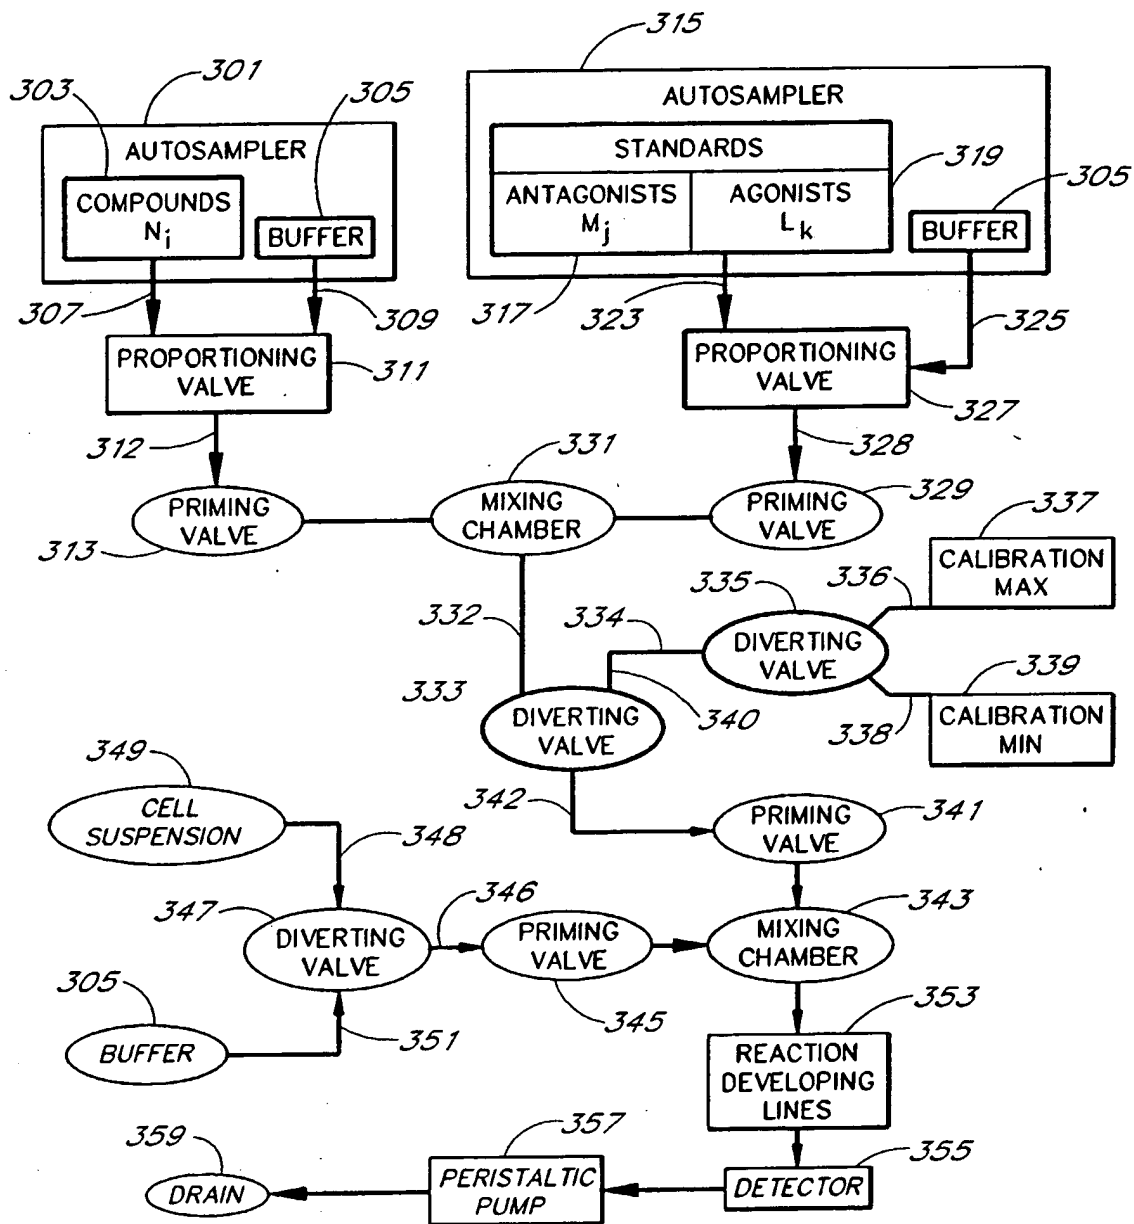 315
301
303
305
AUTOSAMPLER
AUTOSAMPLER
STANDARDS
319
305
COMPOUNDS
Ni
BUFFER
ANTAGONISTS
Mj
AGONISTS
Lk
BUFFER
307
309
317
323
325
PROPORTIONING
VALVE
311
PROPORTIONING
VALVE
327
312
331
328
PRIMING
VALVE
313
MIXING
CHAMBER
PRIMING
VALVE
329
337
CALIBRATION
MAX
336
335
332
334
DIVERTING
VALVE
339
333
340
338
CALIBRATION
MIN
DIVERTING
VALVE
349
CELL
SUSPENSION
342
PRIMING
VALVE
341
348
347
346
343
DIVERTING
VALVE
PRIMING
VALVE
MIXING
CHAMBER
305
345
353
BUFFER
351
REACTION
DEVELOPING
LINES
359
357
355
DRAIN
PERISTALTIC
PUMP
DETECTOR